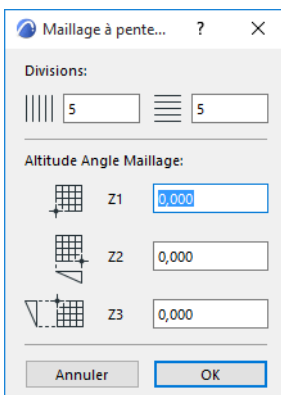 Maillage à pente... ?
Divisions:
5 5
Altitude Angle Maillage:
Z1 0,000
Z2 0,000
Z3 0,000
Annuler OK